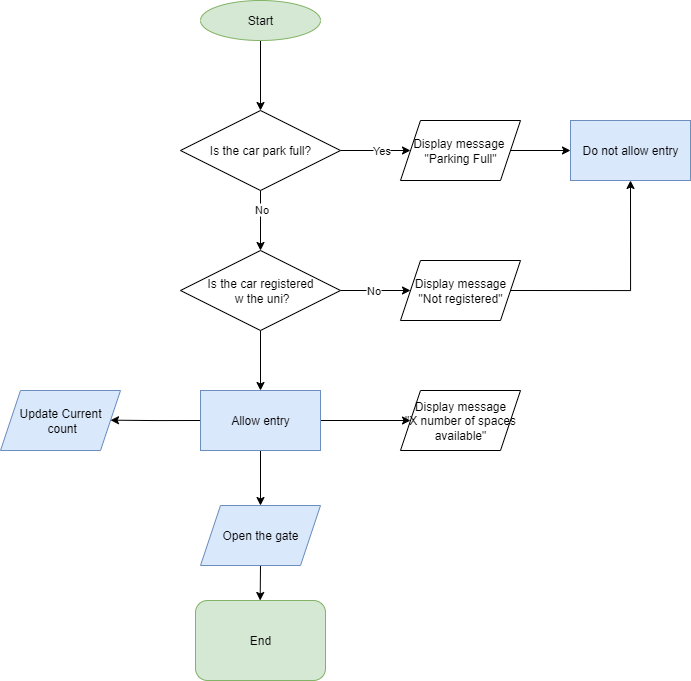 Start
Is the car park full?
Yes
Display message
"Parking Full"
Do not allow entry
No
Is the car registered
w the uni?
No
Display message
"Not registered"
Update Current
count
Allow entry
Display message
"X number of spaces
available"
Open the gate
End